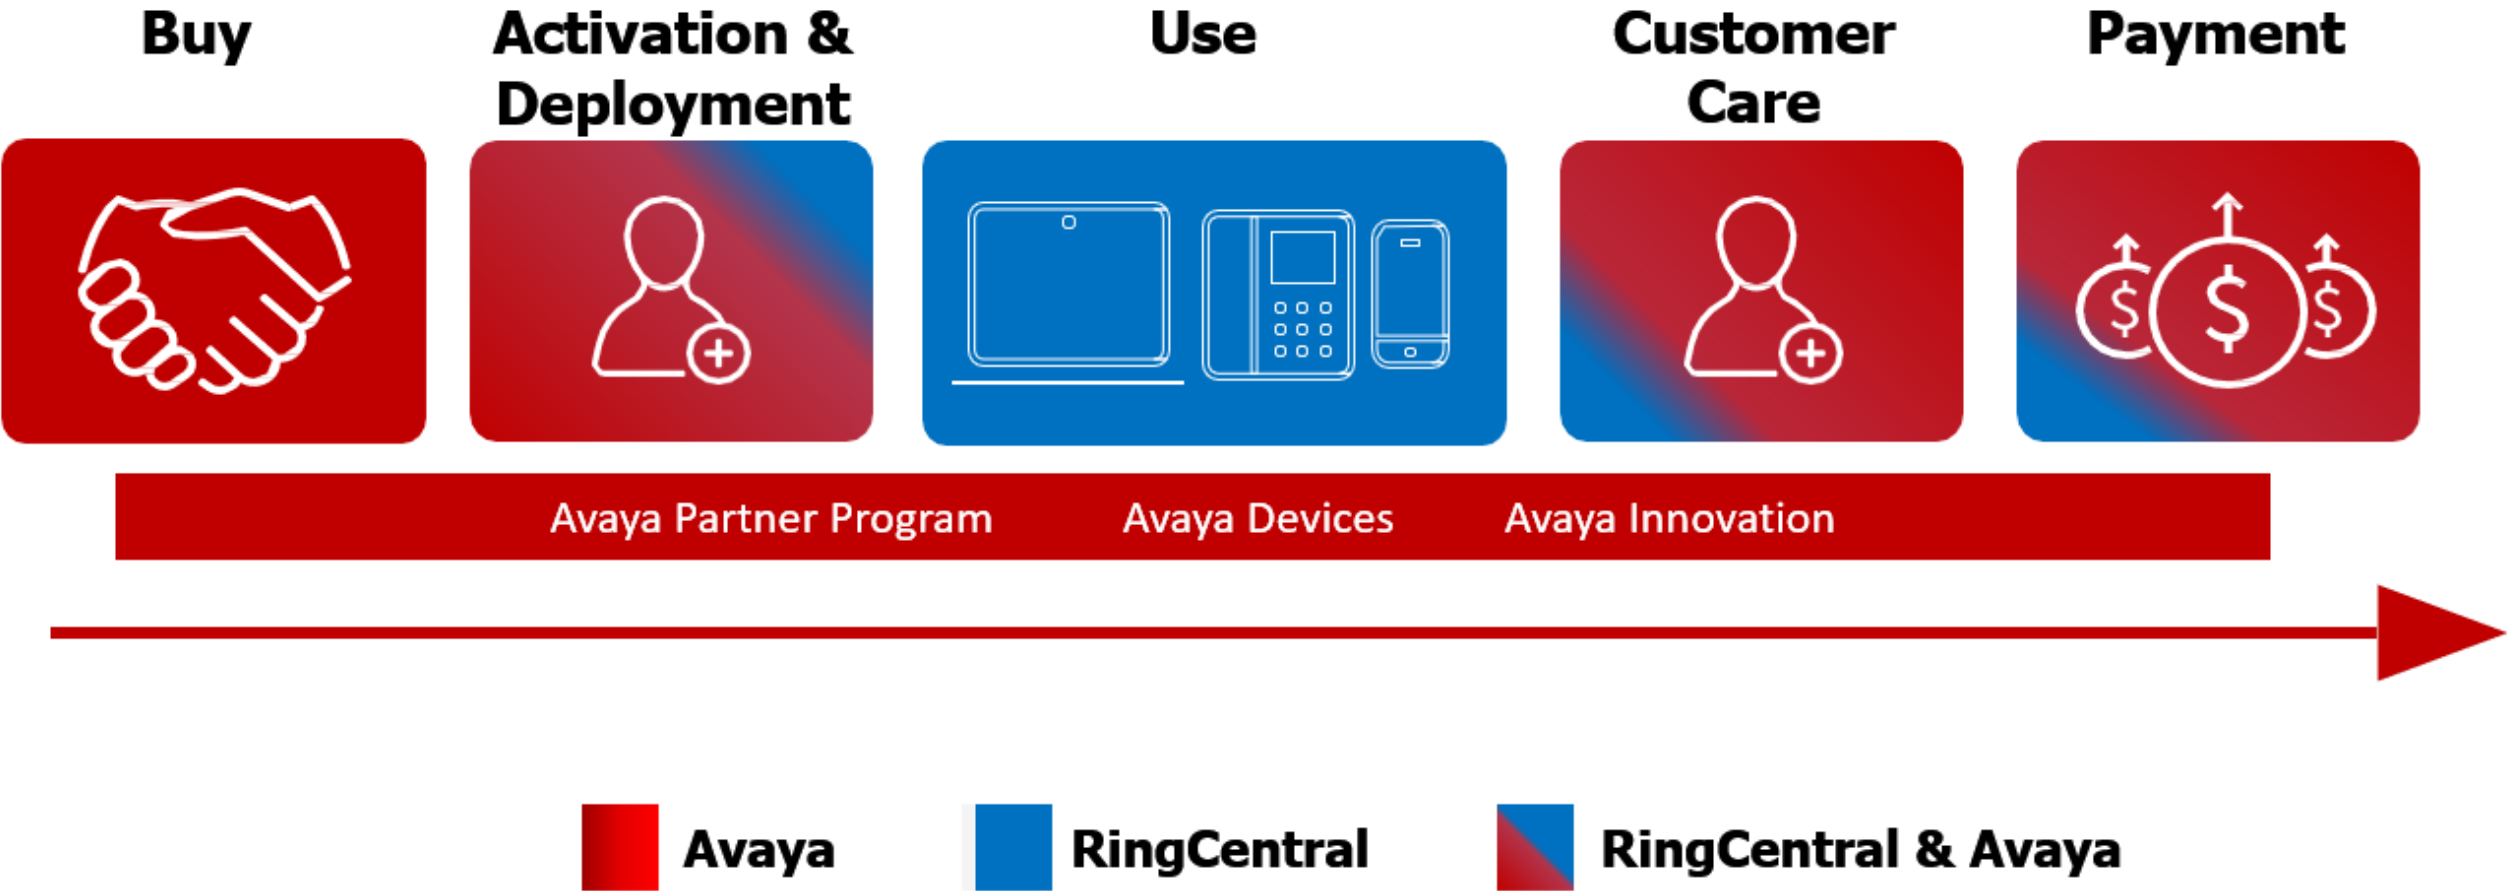 Buy
Activation &
Deployment
Use
Customer
Care
Payment
Avaya Partner Program
Avaya Devices
Avaya Innovation
Avaya
RingCentral
RingCentral & Avaya